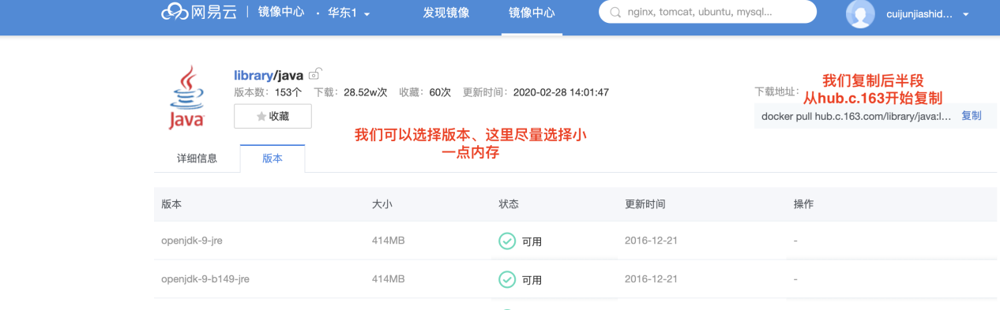 网易云 | 镜像中心 · 华东1 发现镜像 镜像中心 nginx, tomcat, ubuntu, mysql... cuijunjiashid...
library/java
版本数: 153个 下载: 28.52w次 收藏: 60次 更新时间: 2020-02-28 14:01:47
Java
收藏
下载地址:
我们复制后半段
从hub.c.163开始复制
docker pull hub.c.163.com/library/java:l... 复制
我们可以选择版本、这里尽量选择小
一点内存
详细信息 版本
版本 大小 状态 更新时间 操作
openjdk-9-jre 414MB 可用 2016-12-21 -
openjdk-9-b149-jre 414MB 可用 2016-12-21 -